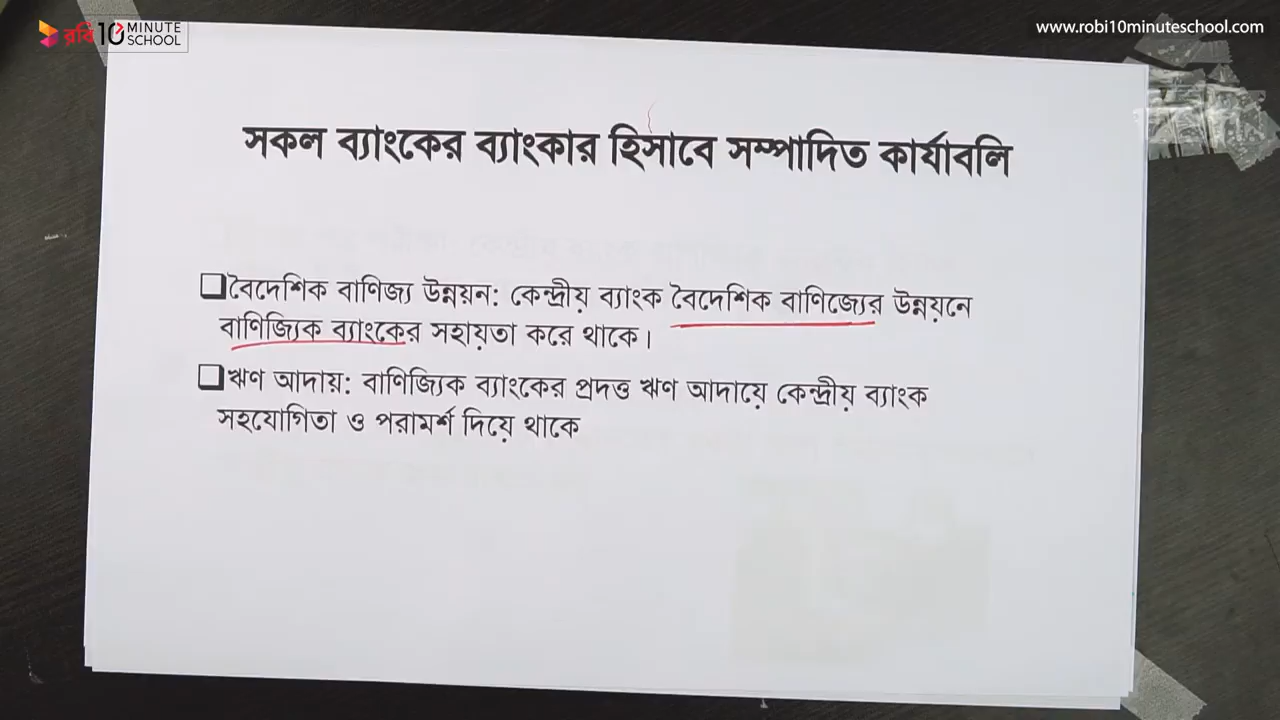 রবি 10 MINUTE SCHOOL
www.robi10minuteschool.com
সকল ব্যাংকের ব্যাংকার হিসাবে সম্পাদিত কার্যাবলি
বৈদেশিক বাণিজ্য উন্নয়ন: কেন্দ্রীয় ব্যাংক বৈদেশিক বাণিজ্যের উন্নয়নে
বাণিজ্যিক ব্যাংকের সহায়তা করে থাকে।
ঋণ আদায়: বাণিজ্যিক ব্যাংকের প্রদত্ত ঋণ আদায়ে কেন্দ্রীয় ব্যাংক
সহযোগিতা ও পরামর্শ দিয়ে থাকে